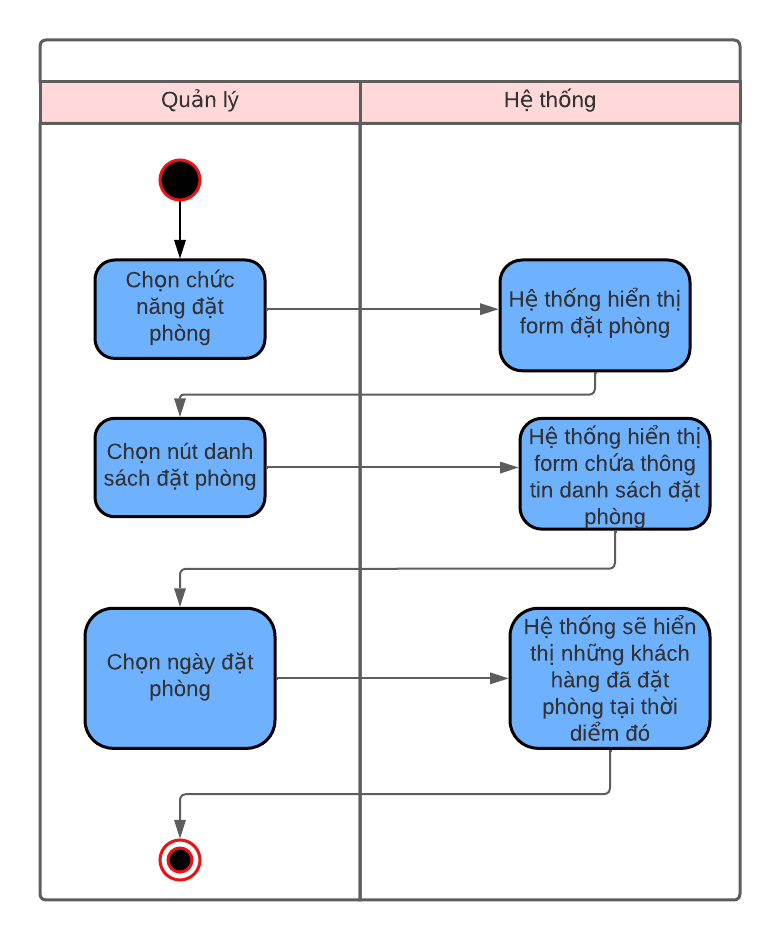 Quản lý
Hệ thống
Chọn chức
năng đặt
phòng
Hệ thống hiển thị
form đặt phòng
Chọn nút danh
sách đặt phòng
Hệ thống hiển thị
form chứa thông
tin danh sách đặt
phòng
Chọn ngày đặt
phòng
Hệ thống sẽ hiển
thị những khách
hàng đã đặt
phòng tại thời
diểm đó